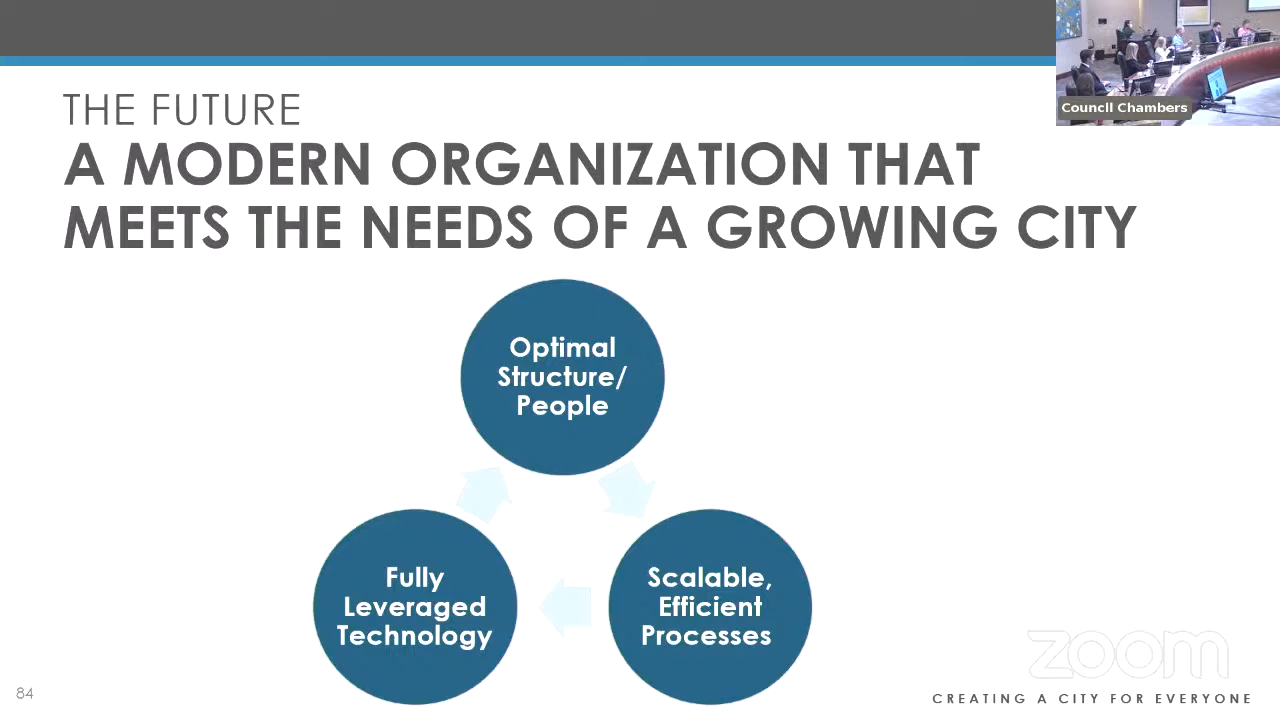 Council Chambers
THE FUTURE
A MODERN ORGANIZATION THAT
MEETS THE NEEDS OF A GROWING CITY
Optimal
Structure/
People
Fully
Leveraged
Technology
Scalable,
Efficient
Processes
zoom
84
CREATING A CITY FOR EVERYONE